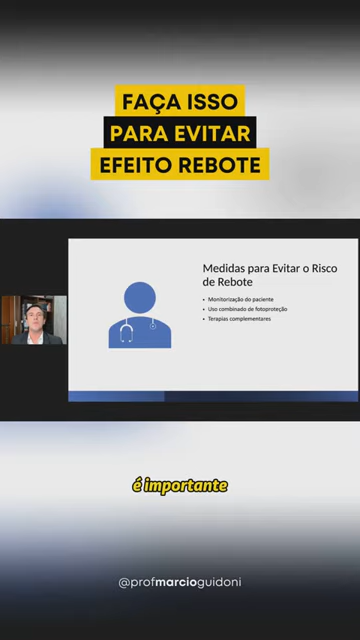 FAÇA ISSO
PARA EVITAR
EFEITO REBOTE
Medidas para Evitar o Risco
de Rebote
• Monitorização do paciente
• Uso combinado de fotoproteção
• Terapias complementares
é importante
@profmarcioguidoni